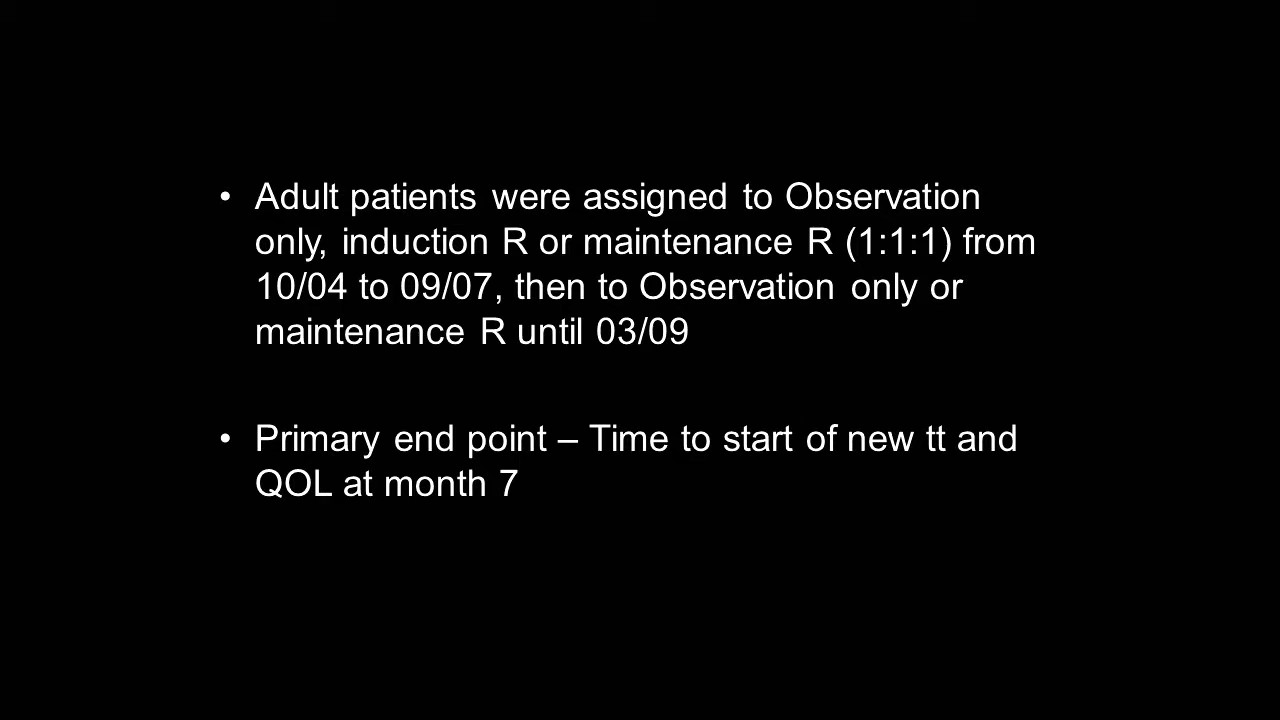 • Adult patients were assigned to Observation
only, induction R or maintenance R (1:1:1) from
10/04 to 09/07, then to Observation only or
maintenance R until 03/09
• Primary end point – Time to start of new tt and
QOL at month 7